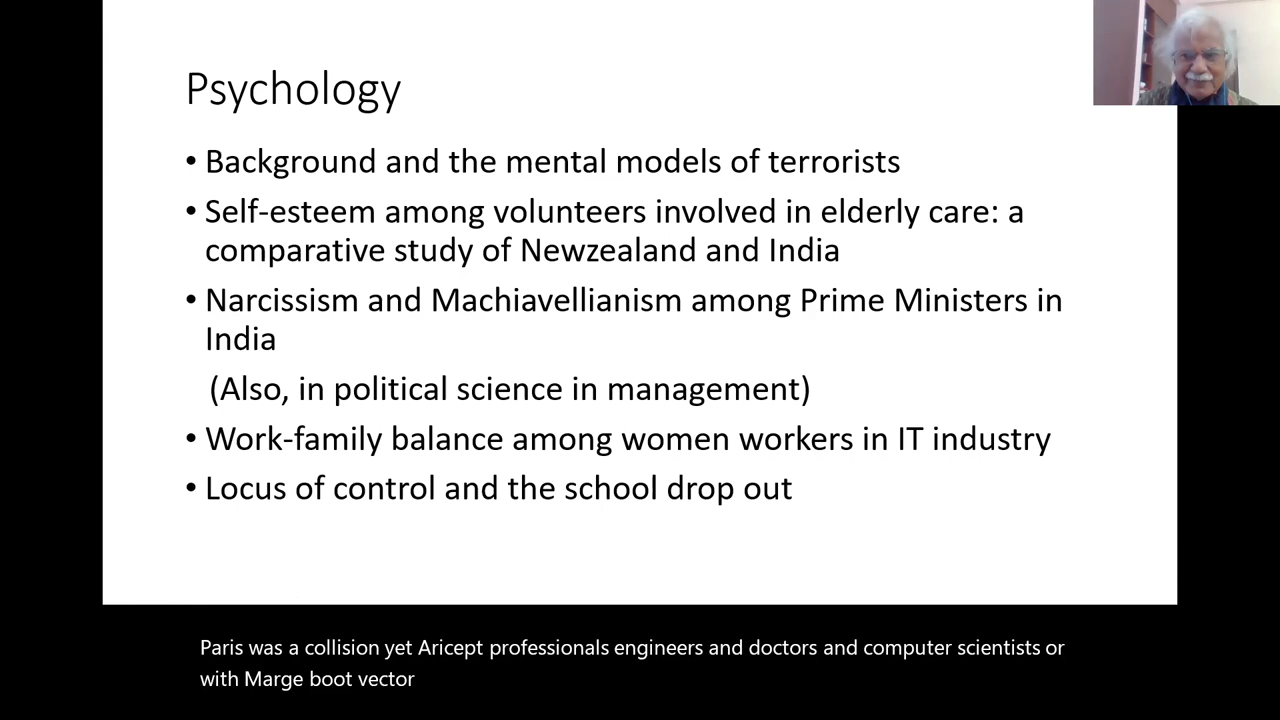 Psychology
• Background and the mental models of terrorists
• Self-esteem among volunteers involved in elderly care: a
comparative study of Newzealand and India
• Narcissism and Machiavellianism among Prime Ministers in
India
(Also, in political science in management)
• Work-family balance among women workers in IT industry
• Locus of control and the school drop out
Paris was a collision yet Aricept professionals engineers and doctors and computer scientists or
with Marge boot vector